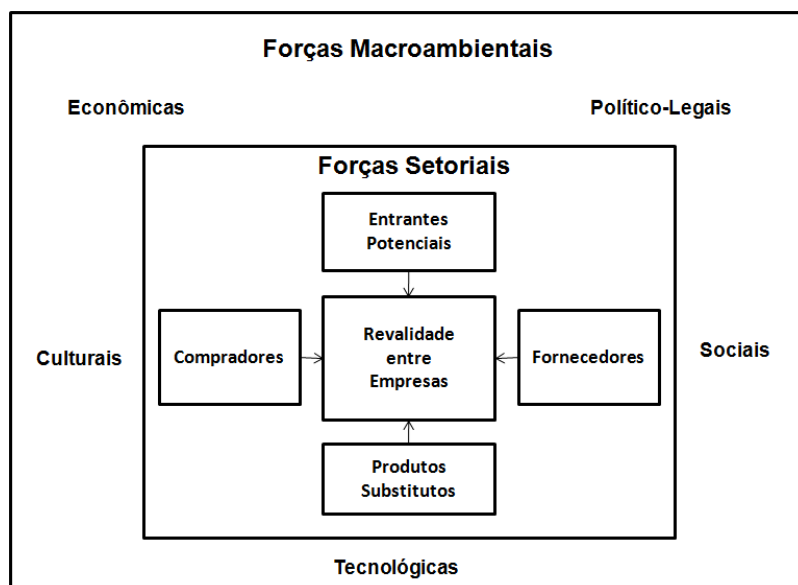 Forças Macroambientais
Econômicas
Político-Legais
Forças Setoriais
Entrantes
Potenciais
Culturais
Compradores
Revalidade
entre
Empresas
Fornecedores
Sociais
Produtos
Substitutos
Tecnológicas